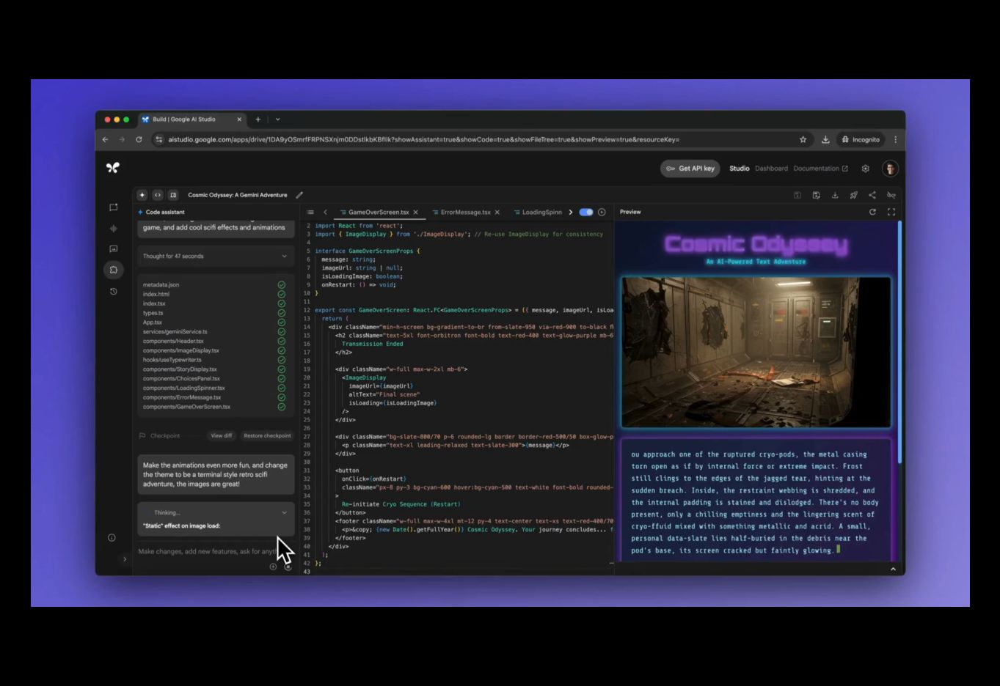 Build | Google AI Studio
aistudio.google.com/apps/drive/1DA9yOSmrfFRPNSXnjm0DDstlkbKBfIlk?showAssistant=true&showCode=true&showFileTree=true&showPreview=true&resourceKey=
Incognito
Get API key
Studio
Dashboard
Documentation
Cosmic Odyssey: A Gemini Adventure
Code assistant
game, and add cool scifi effects and animations
Thought for 47 seconds
metadata.json
index.html
index.tsx
types.ts
App.tsx
services/geminiService.ts
components/Header.tsx
components/ImageDisplay.tsx
hooks/useTypewriter.ts
components/StoryDisplay.tsx
components/ChoicesPanel.tsx
components/LoadingSpinner.tsx
components/ErrorMessage.tsx
components/GameOverScreen.tsx
Checkpoint
View diff
Restore checkpoint
Make the animations even more fun, and change
the theme to be a terminal style retro scifi
adventure, the images are great!
Thinking...
"Static" effect on image load:
Make changes, add new features, ask for anyth
GameOverScreen.tsx
ErrorMessage.tsx
LoadingSpinn
2 import React from 'react';
3 import { ImageDisplay } from './ImageDisplay'; // Re-use ImageDisplay for consistency
4
5 interface GameOverScreenProps {
6 message: string;
7 imageUrl: string | null;
8 isLoadingImage: boolean;
9 onRestart: () => void;
10 }
11
12 export const GameOverScreen: React.FC<GameOverScreenProps> = ({ message, imageUrl, isLoa
13 return (
14 <div className="min-h-screen bg-gradient-to-br from-slate-950 via-red-900 to-black fl
15 <h2 className="text-5xl font-orbitron font-bold text-red-400 text-glow-purple mb-6
16 Transmission Ended
17 </h2>
18
19 <div className="w-full max-w-2xl mb-6">
20 <ImageDisplay
21 imageUrl={imageUrl}
22 altText="Final scene"
23 isLoading={isLoadingImage}
24 />
25 </div>
26
27 <div className="bg-slate-800/70 p-6 rounded-lg border border-red-500/50 box-glow-p
28 <p className="text-xl leading-relaxed text-slate-300">{message}</p>
29 </div>
30
31 <button
32 onClick={onRestart}
33 className="px-8 py-3 bg-cyan-600 hover:bg-cyan-500 text-white font-bold rounded-
34 >
35 Re-initiate Cryo Sequence (Restart)
36 </button>
37 <footer className="w-full max-w-4xl mt-12 py-4 text-center text-xs text-red-400/70
38 <p>&copy; {new Date().getFullYear()} Cosmic Odyssey. Your journey concludes... f
39 </footer>
40 </div>
41 );
42 };
43
Preview
Cosmic Odyssey
An AI-Powered Text Adventure
ou approach one of the ruptured cryo-pods, the metal casing
torn open as if by internal force or extreme impact. Frost
still clings to the edges of the jagged tear, hinting at the
sudden breach. Inside, the restraint webbing is shredded, and
the internal padding is stained and dislodged. There's no body
present, only a chilling emptiness and the lingering scent of
cryo-fluid mixed with something metallic and acrid. A small,
personal data-slate lies half-buried in the debris near the
pod's base, its screen cracked but faintly glowing.